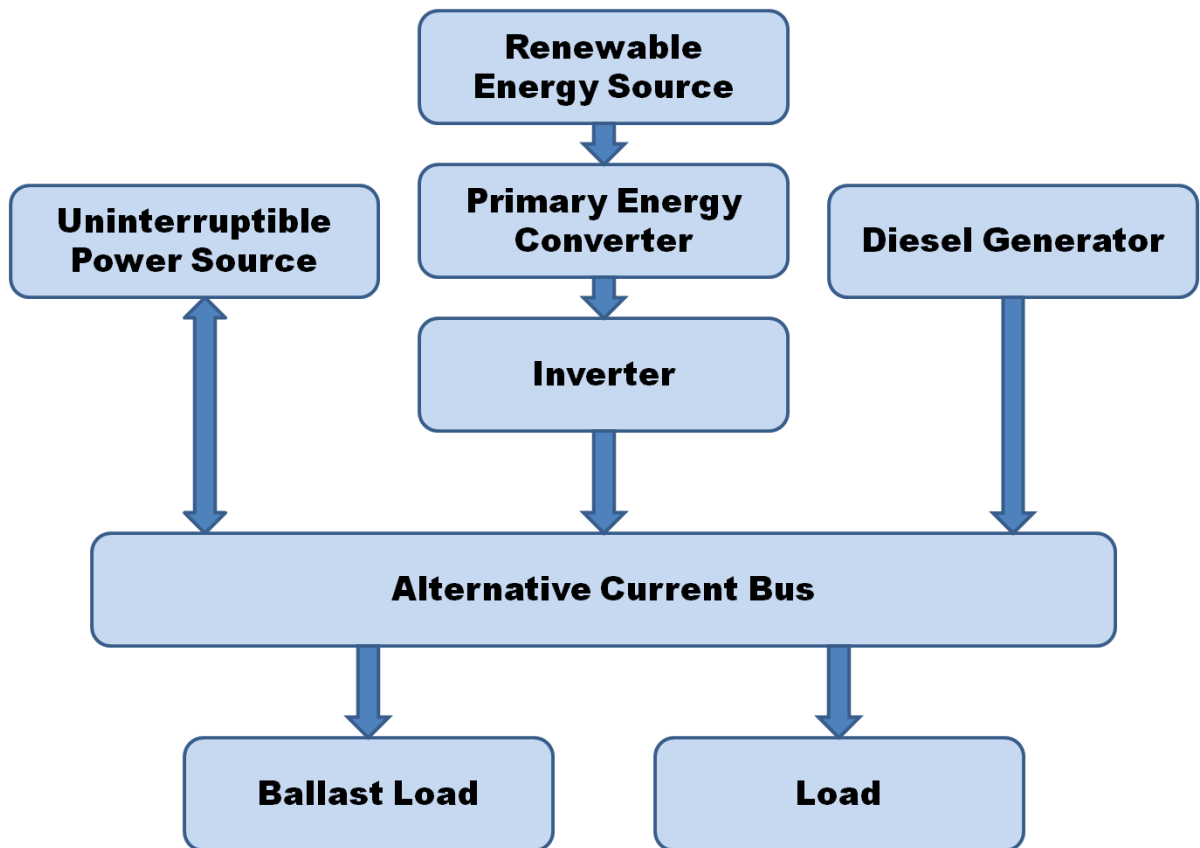 Renewable
Energy Source
Uninterruptible
Power Source
Primary Energy
Converter
Diesel Generator
Inverter
Alternative Current Bus
Ballast Load
Load